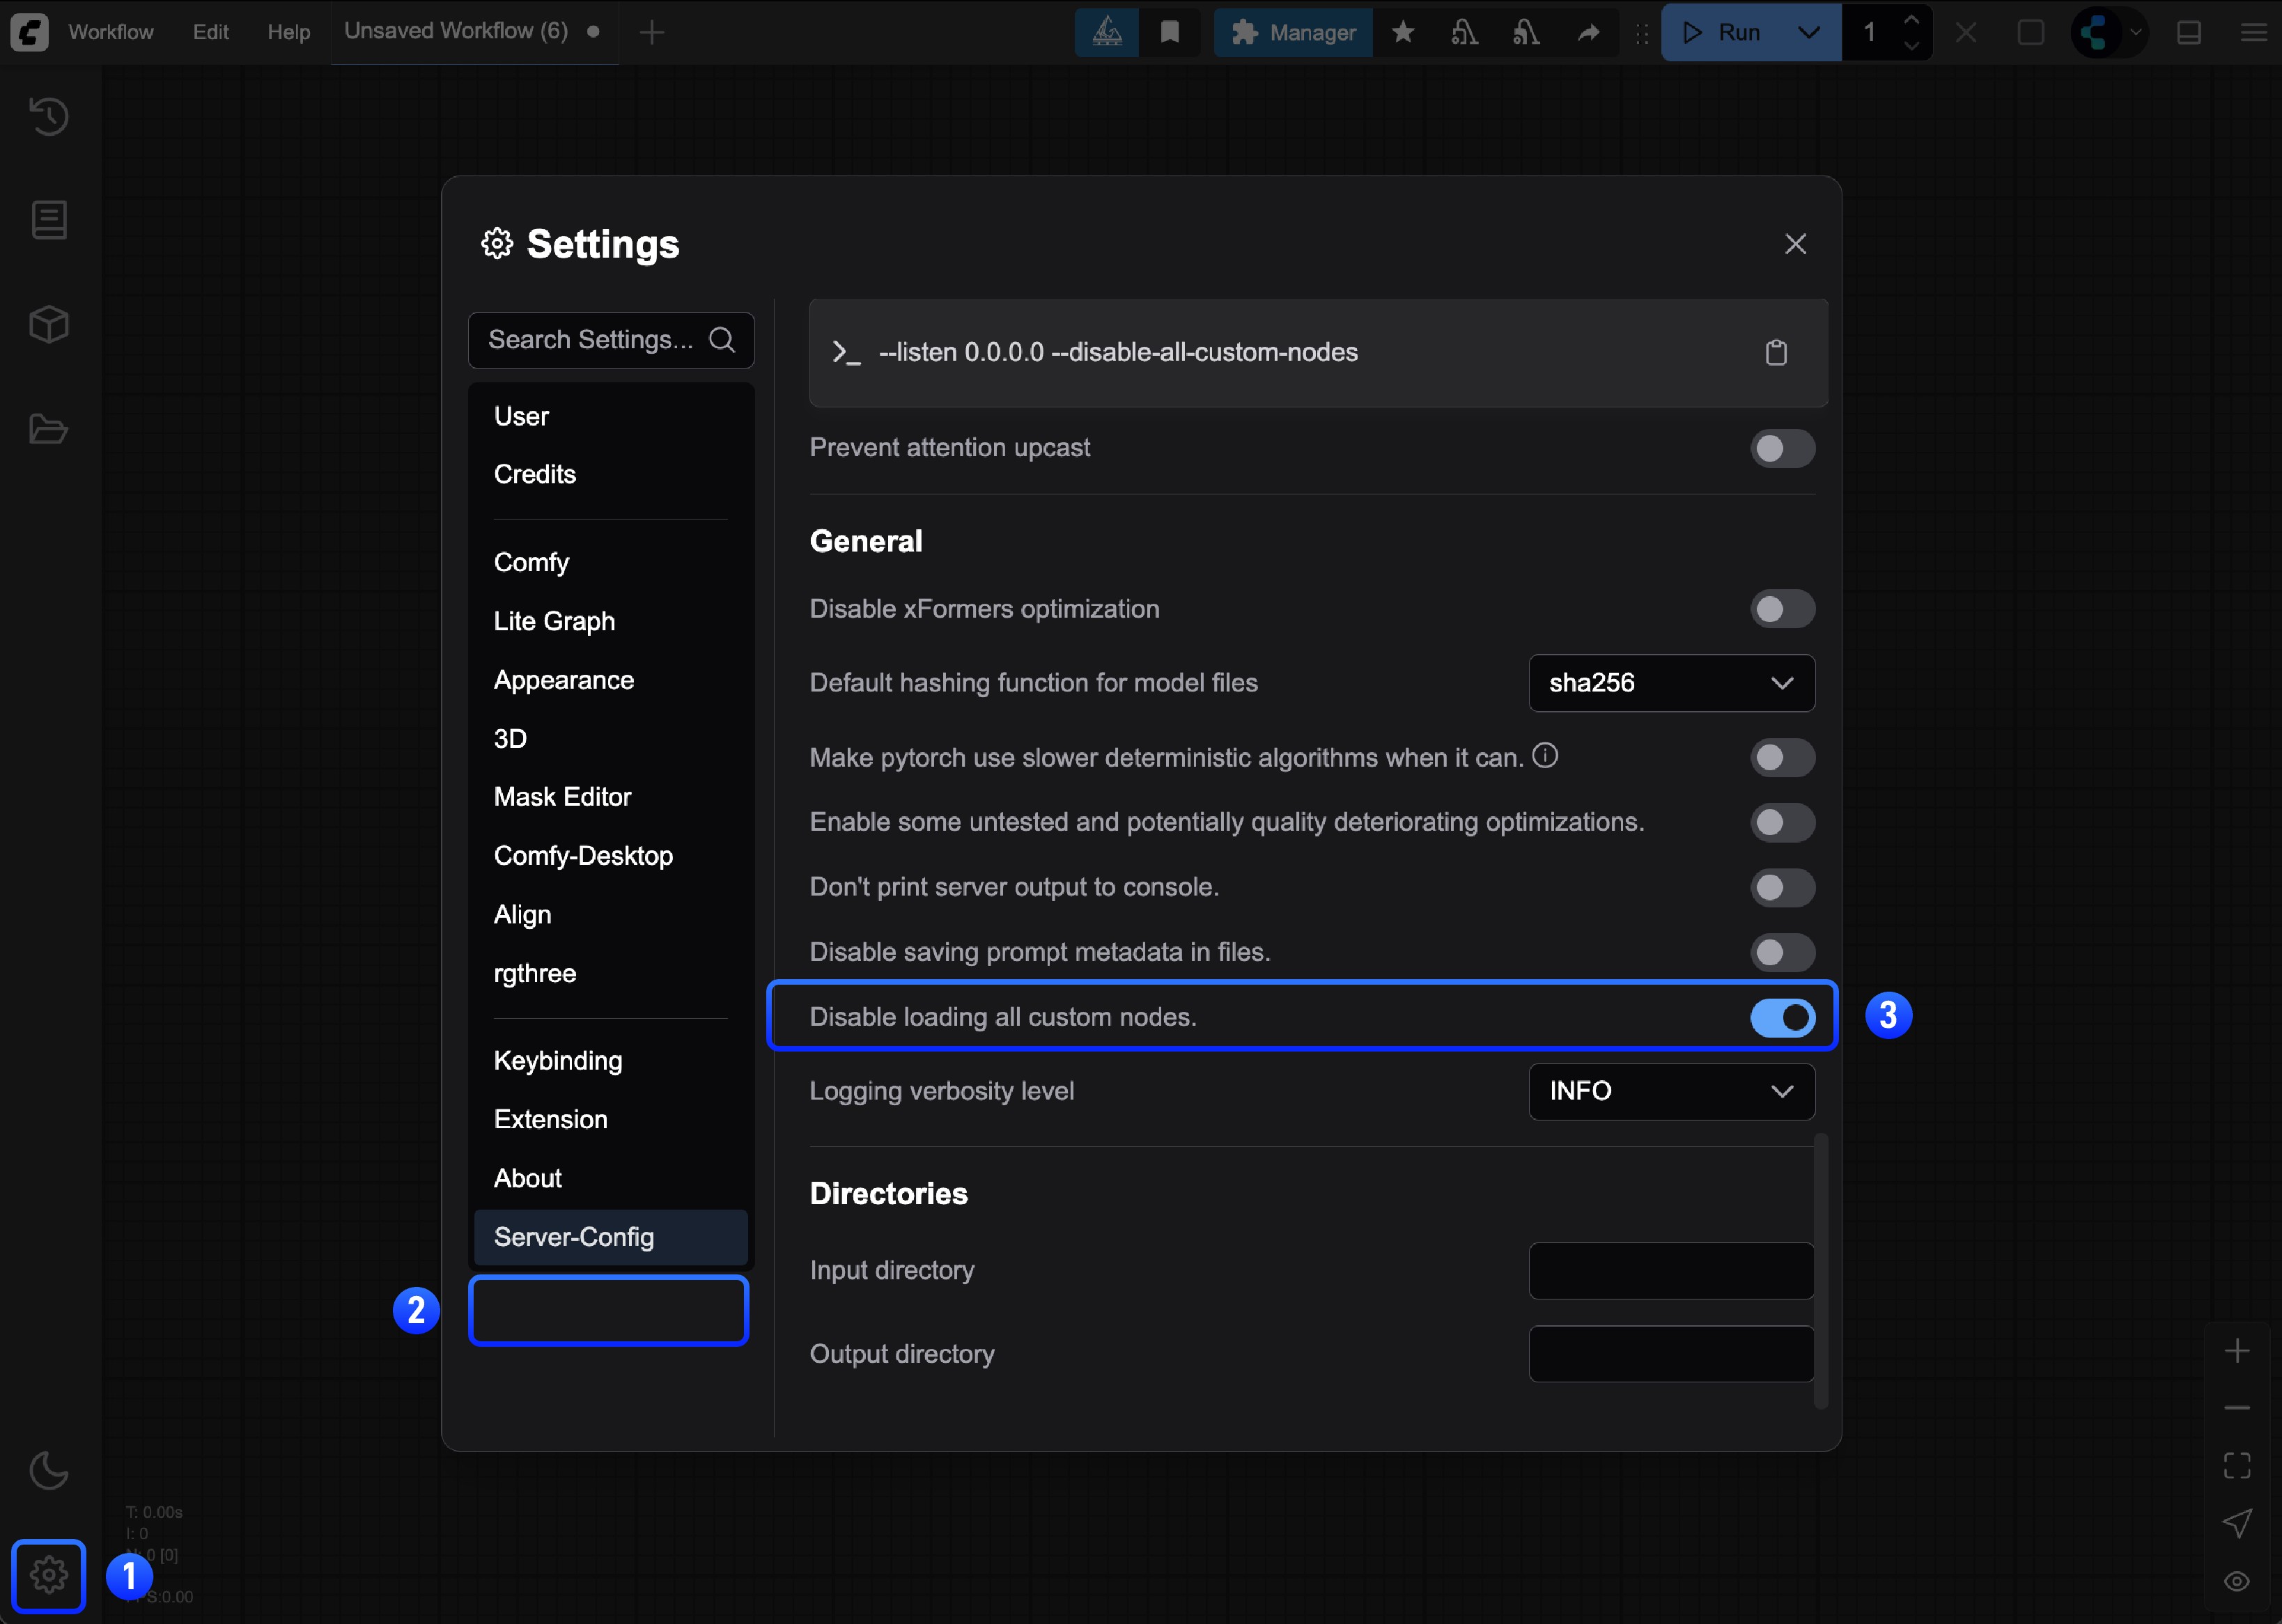 Workflow
Edit
Help
Unsaved Workflow (6)
Manager
Run
1
Settings
Search Settings...
User
Credits
Comfy
Lite Graph
Appearance
3D
Mask Editor
Comfy-Desktop
Align
rgthree
Keybinding
Extension
About
Server-Config
2
--listen 0.0.0.0 --disable-all-custom-nodes
Prevent attention upcast
General
Disable xFormers optimization
Default hashing function for model files
sha256
Make pytorch use slower deterministic algorithms when it can.
Enable some untested and potentially quality deteriorating optimizations.
Don't print server output to console.
Disable saving prompt metadata in files.
Disable loading all custom nodes.
3
Logging verbosity level
INFO
Directories
Input directory
Output directory
T: 0.00s
I: 0
0 [0]
1
S:0.00